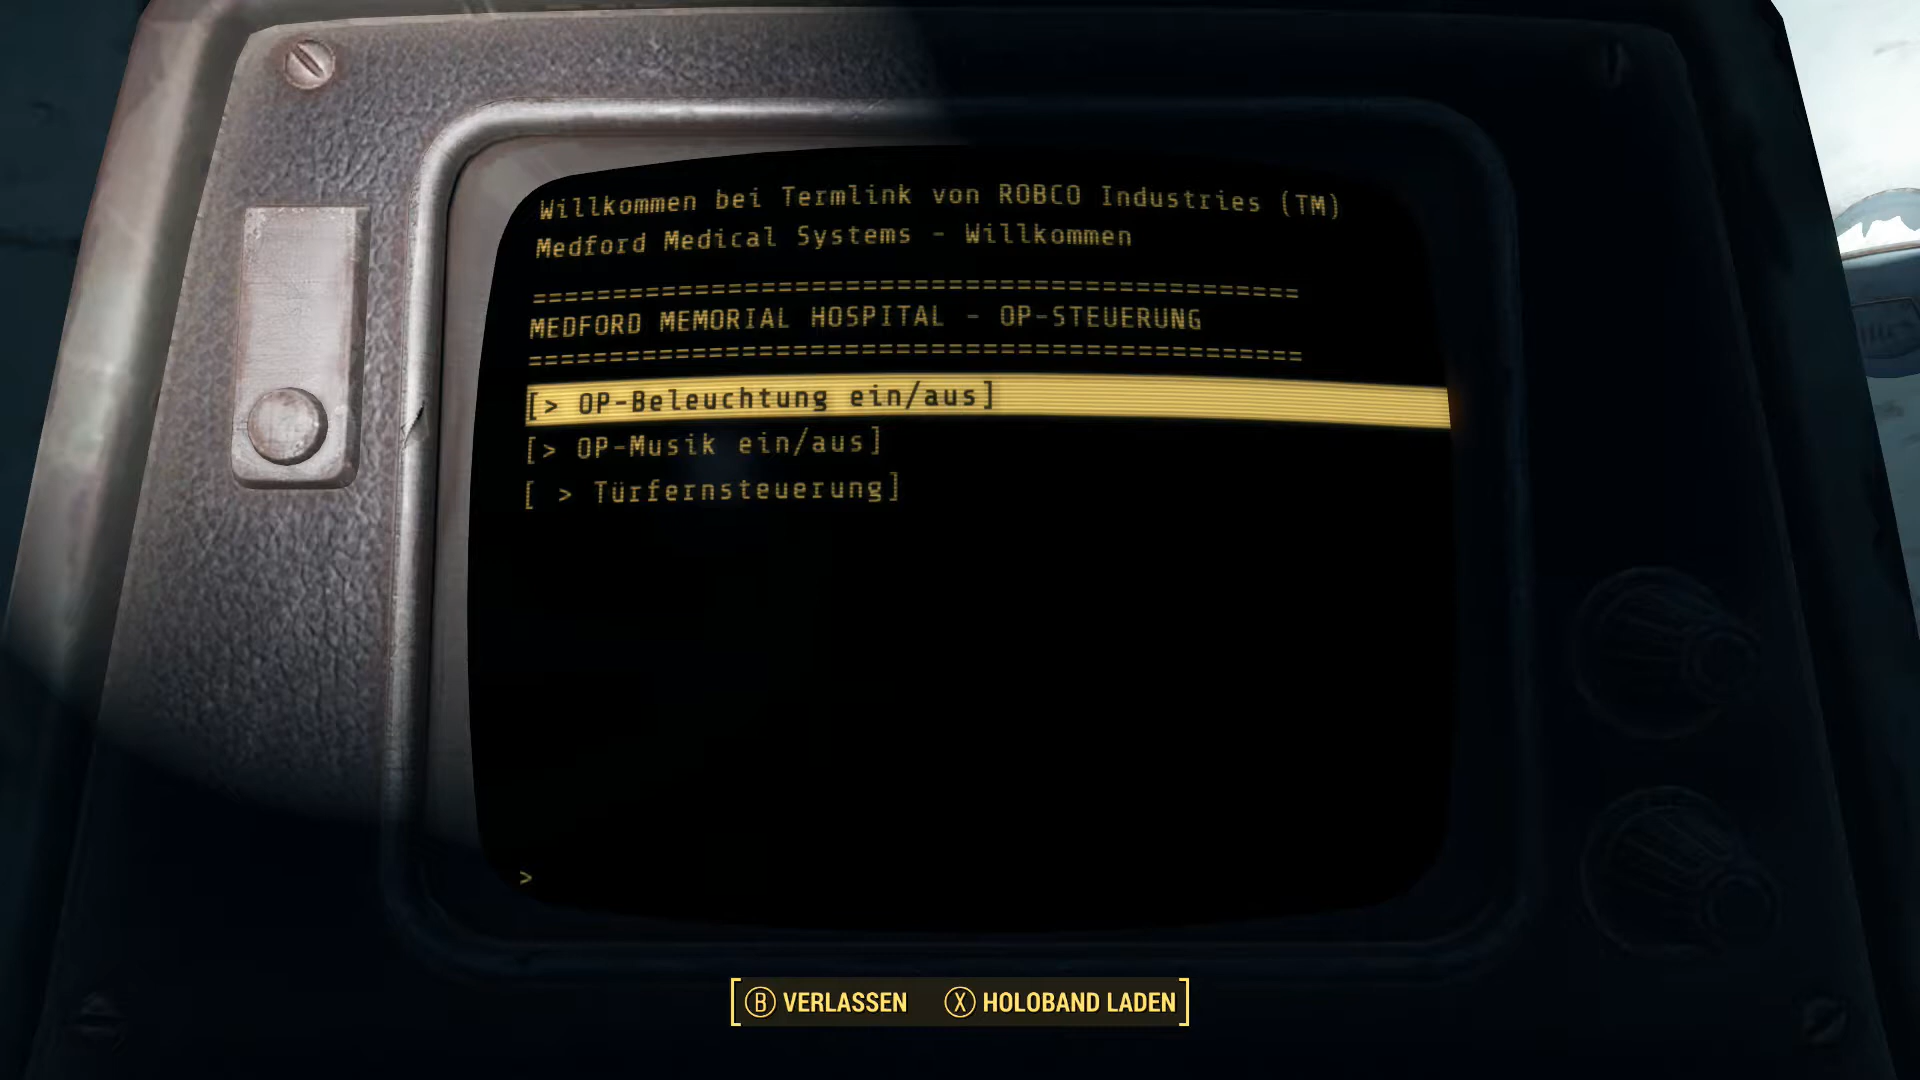 Willkommen bei Termlink von ROBCO Industries (TM)
Medford Medical Systems - Willkommen
================================================
MEDFORD MEMORIAL HOSPITAL - OP-STEUERUNG
================================================
[> OP-Beleuchtung ein/aus]
[> OP-Musik ein/aus]
[ > Türfernsteuerung]
>
[Ⓑ VERLASSEN Ⓧ HOLOBAND LADEN]